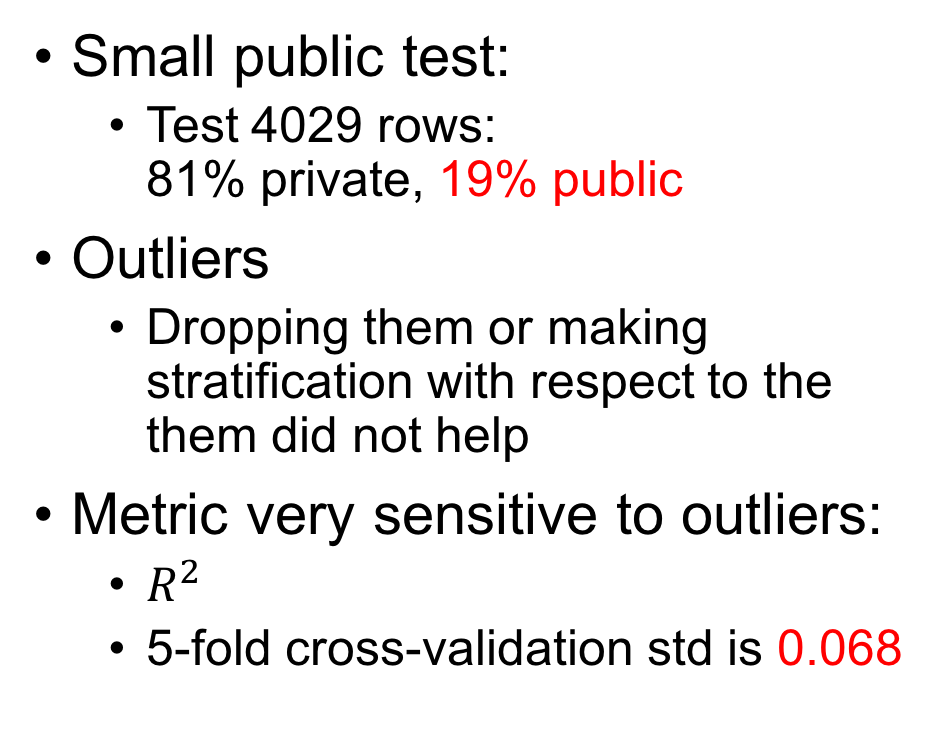 • Small public test:
• Test 4029 rows:
81% private, 19% public
• Outliers
• Dropping them or making
stratification with respect to the
them did not help
• Metric very sensitive to outliers:
• R²
• 5-fold cross-validation std is 0.068